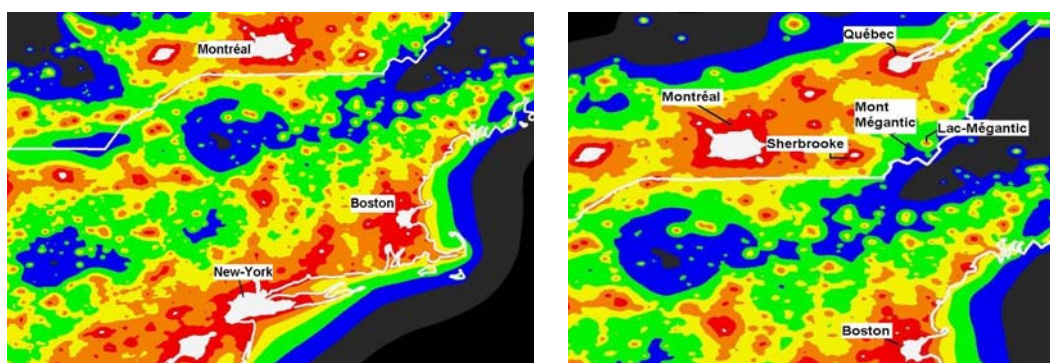 Montréal
Boston
New-York
Québec
Montréal
Mont
Mégantic
Lac-Mégantic
Sherbrooke
Boston